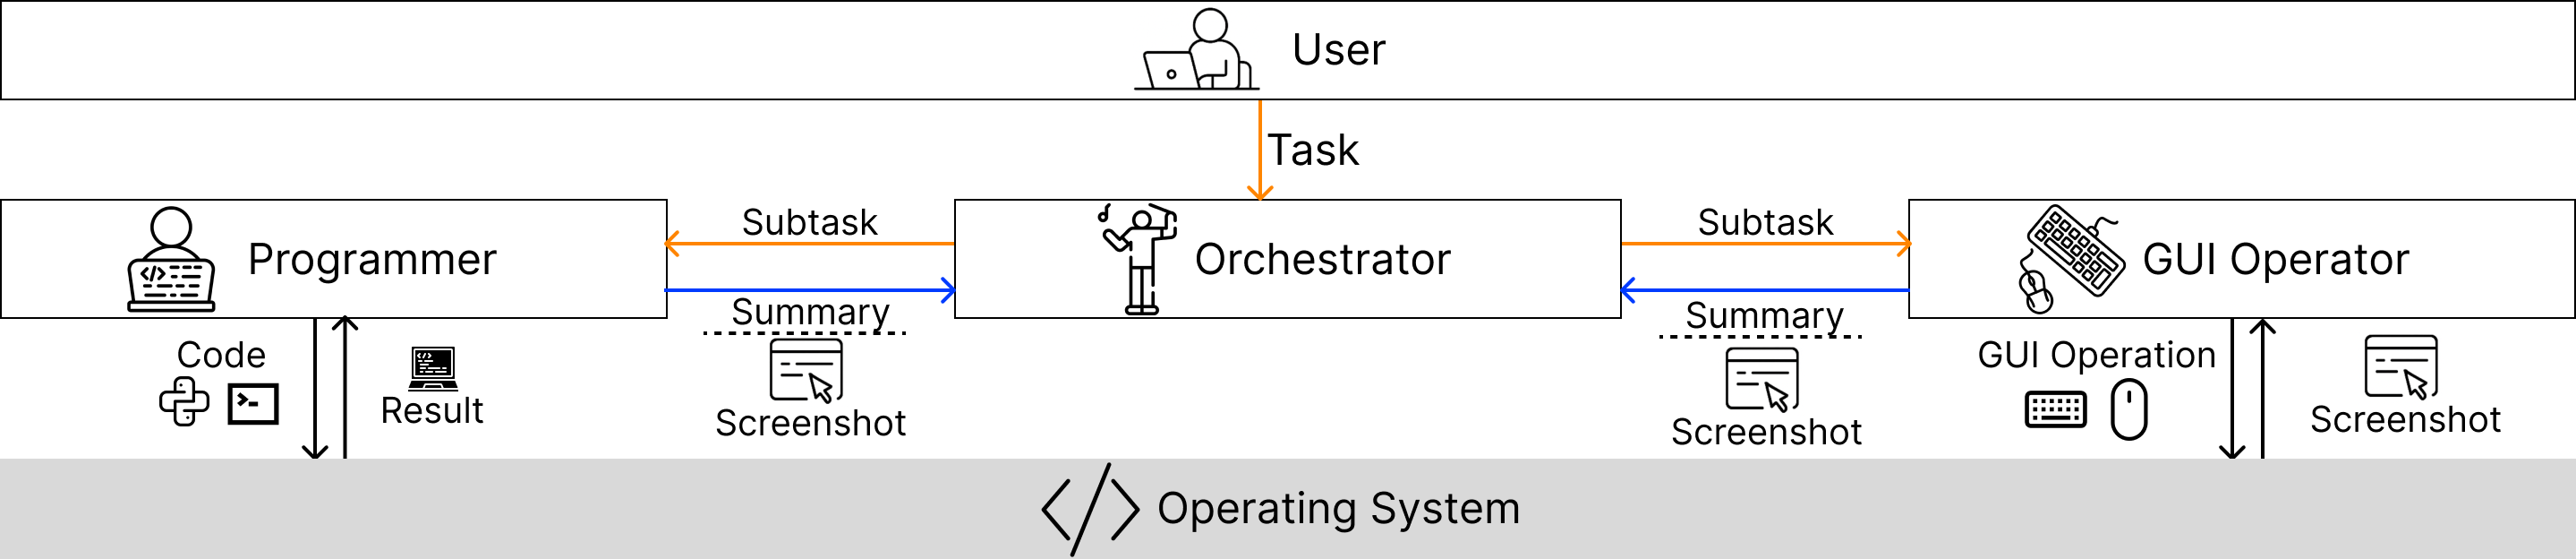 User
Task
Programmer
Subtask
Orchestrator
Subtask
GUI Operator
Summary
Summary
Code
Result
Screenshot
Screenshot
GUI Operation
Screenshot
</> Operating System